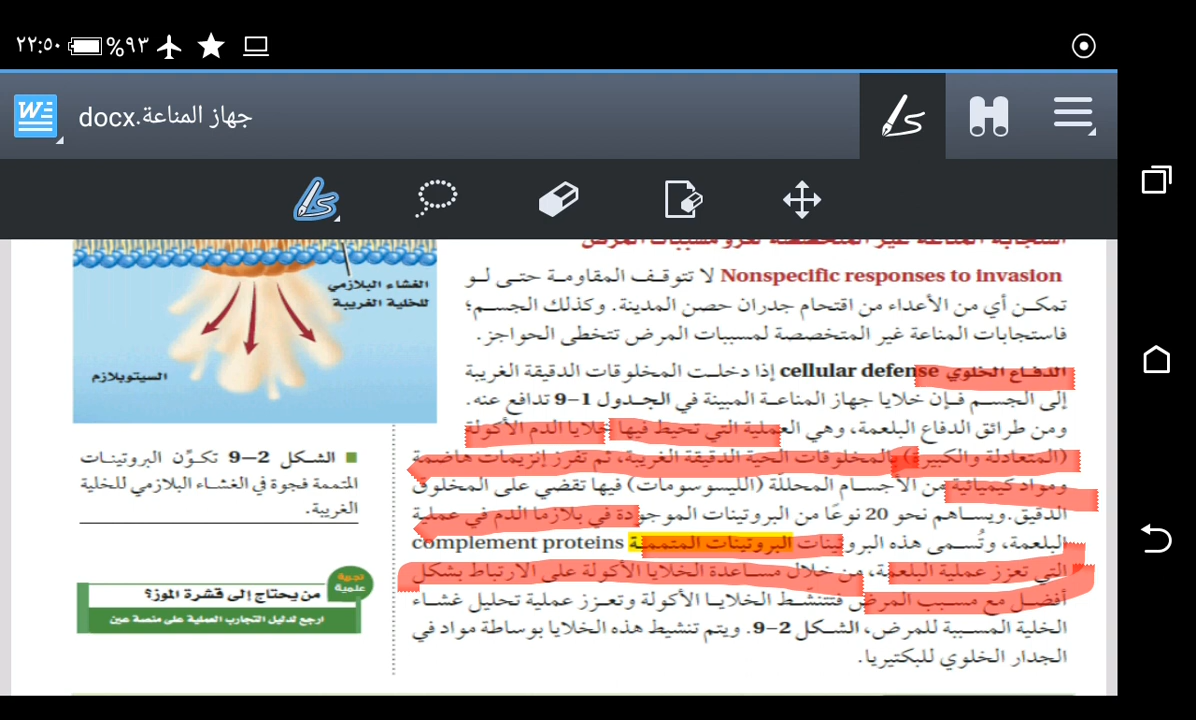 ٢٢:٥٠ %٩٣
جهاز المناعة.docx
استجابة المناعة غير المتخصصة لغزو مسببات المرض
Nonspecific responses to invasion لا تتوقف المقاومة حتى لو
تمكن أي من الأعداء من اقتحام جدران حصن المدينة. وكذلك الجسم؛
فاستجابات المناعة غير المتخصصة لمسببات المرض تتخطى الحواجز.
الدفاع الخلوي cellular defense إذا دخلت المخلوقات الدقيقة الغريبة
إلى الجسم فإن خلايا جهاز المناعة المبينة في الجدول 1-9 تدافع عنه.
ومن طرائق الدفاع البلعمة، وهي العملية التي تحيط فيها خلايا الدم الأكولة
(المتعادلة والكبيرة) بالمخلوقات الحية الدقيقة الغريبة، ثم تفرز إنزيمات هاضمة
ومواد كيميائية من الأجسام المحللة (الليسوسومات) فيها تقضي على المخلوق
الدقيق. ويساهم نحو 20 نوعًا من البروتينات الموجودة في بلازما الدم في عملية
البلعمة، وتُسمى هذه البروتينات البروتينات المتممة complement proteins
التي تعزز عملية البلعمة، من خلال مساعدة الخلايا الأكولة على الارتباط بشكل
أفضل مع مسبب المرض فتنشط الخلايا الأكولة وتعزز عملية تحليل غشاء
الخلية المسببة للمرض، الشكل 2-9. ويتم تنشيط هذه الخلايا بوساطة مواد في
الجدار الخلوي للبكتيريا.
الغشاء البلازمي
للخلية الغريبة
السيتوبلازم
الشكل 2-9 تكوّن البروتينات
المتممة فجوة في الغشاء البلازمي للخلية
الغريبة.
تجربة
علمية
من يحتاج إلى قشرة الموز؟
ارجع لدليل التجارب العملية على منصة عين